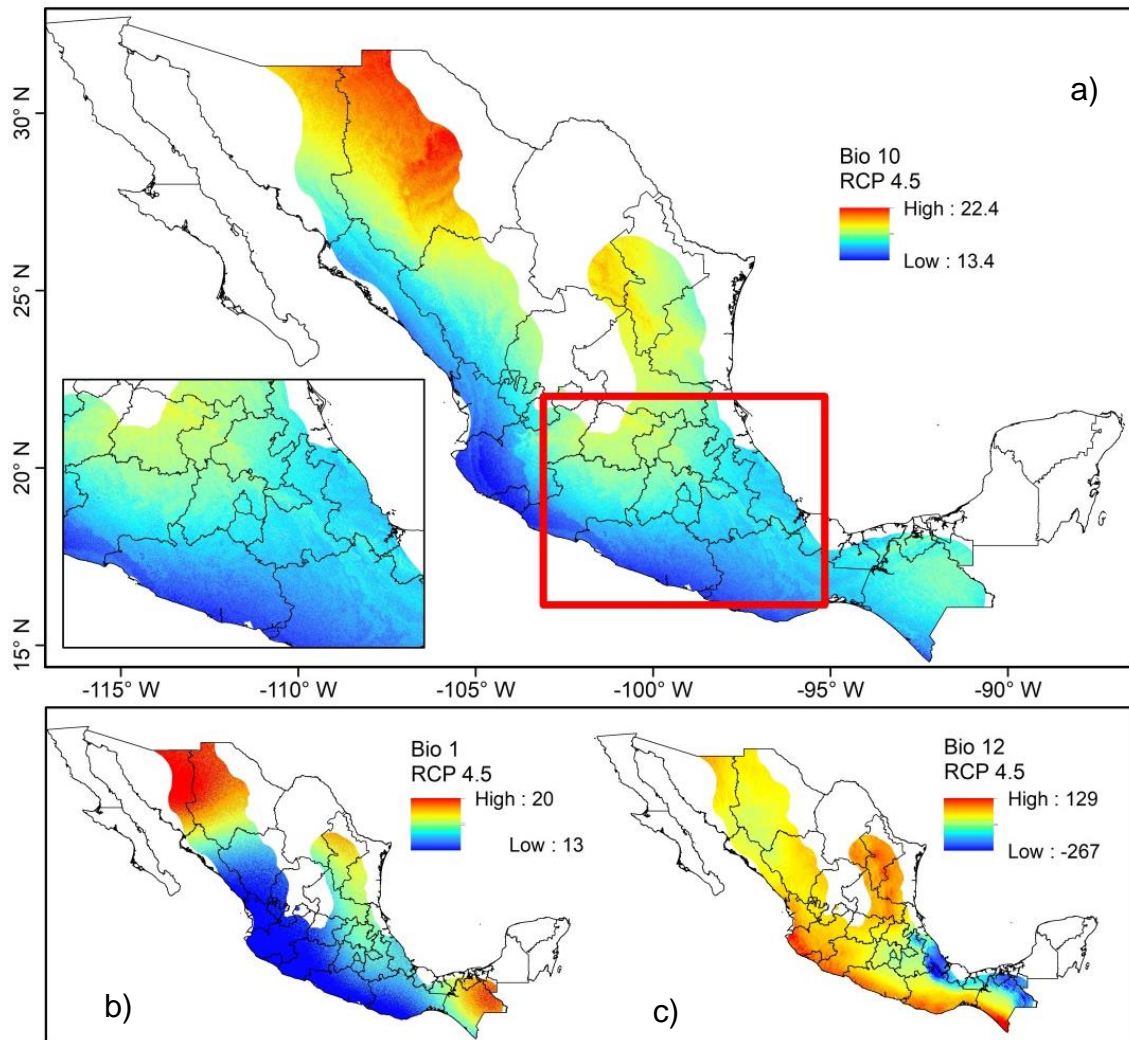 a)
30° N
25° N
20° N
15° N
Bio 10
RCP 4.5
High : 22.4
Low : 13.4
-115° W
-110° W
-105° W
-100° W
-95° W
-90° W
Bio 1
RCP 4.5
High : 20
Low : 13
b)
Bio 12
RCP 4.5
High : 129
Low : -267
c)